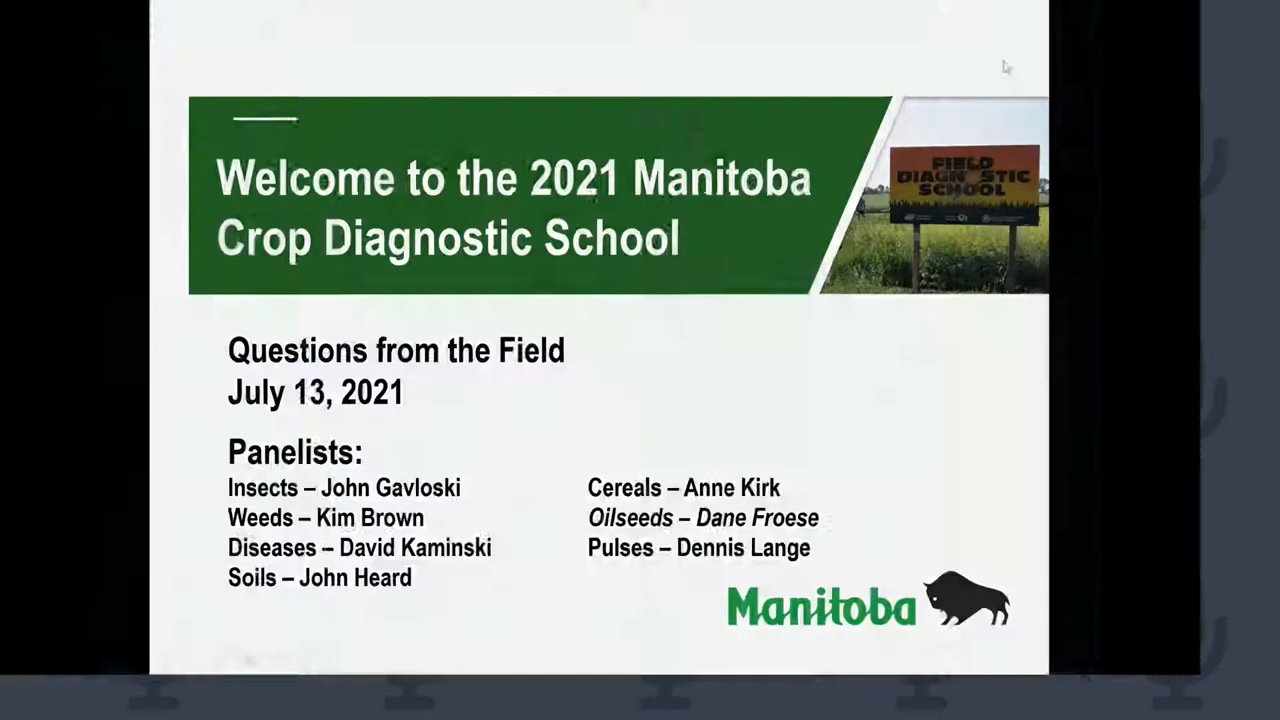 Welcome to the 2021 Manitoba
Crop Diagnostic School
FIELD
DIAGNOSTIC
SCHOOL
Questions from the Field
July 13, 2021
Panelists:
Insects – John Gavloski
Weeds – Kim Brown
Diseases – David Kaminski
Soils – John Heard
Cereals – Anne Kirk
Oilseeds – Dane Froese
Pulses – Dennis Lange
Manitoba